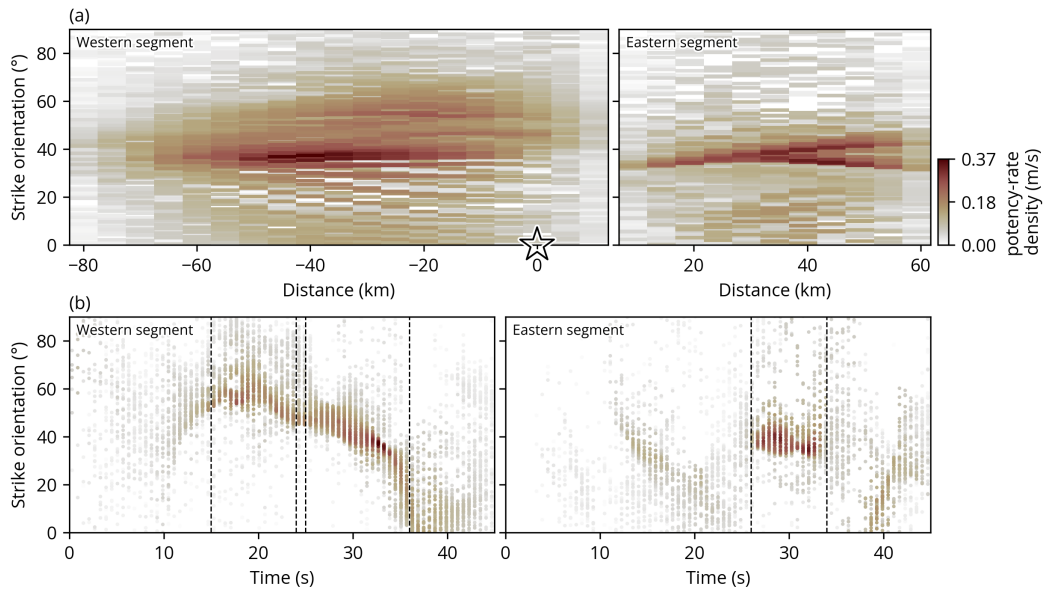 (a)
Western segment
Eastern segment
Strike orientation (°)
80
60
40
20
0
−80
−60
−40
−20
0
20
40
60
Distance (km)
Distance (km)
0.37
0.18
0.00
potency-rate
density (m/s)
(b)
Western segment
Eastern segment
Strike orientation (°)
80
60
40
20
0
0
10
20
30
40
0
10
20
30
40
Time (s)
Time (s)